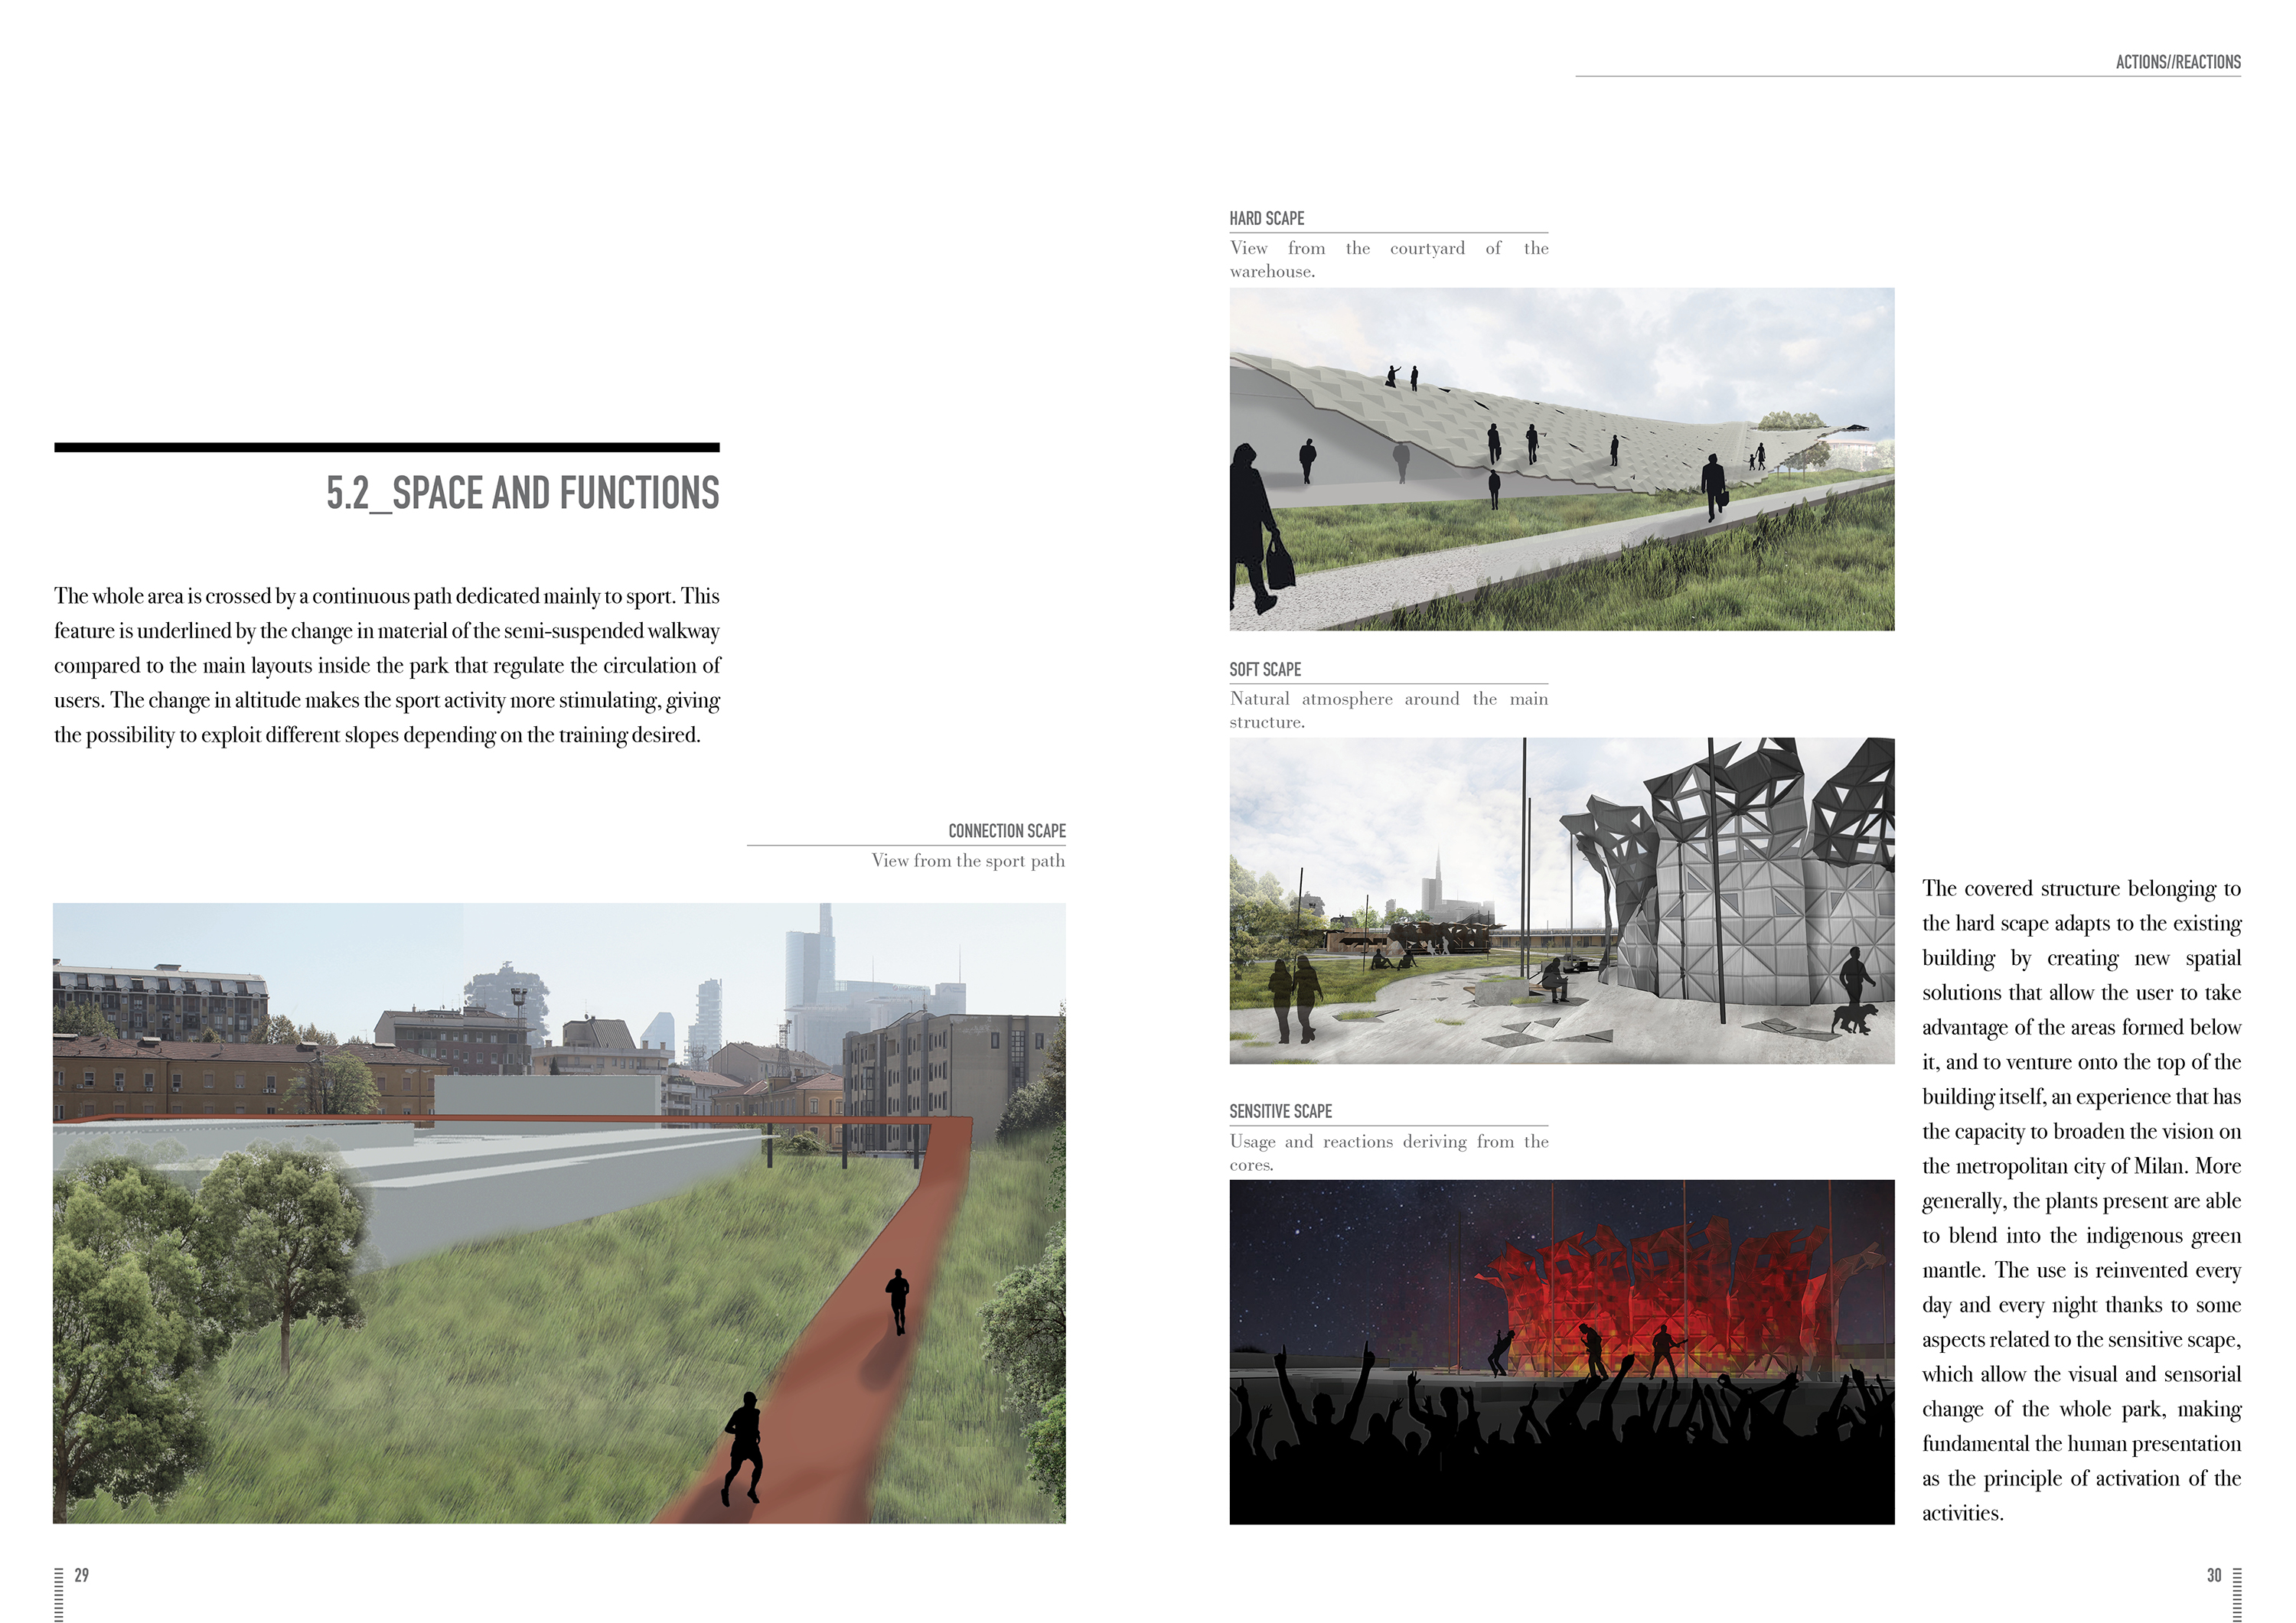 ACTIONS//REACTIONS
5.2_SPACE AND FUNCTIONS
The whole area is crossed by a continuous path dedicated mainly to sport. This
feature is underlined by the change in material of the semi-suspended walkway
compared to the main layouts inside the park that regulate the circulation of
users. The change in altitude makes the sport activity more stimulating, giving
the possibility to exploit different slopes depending on the training desired.
CONNECTION SCAPE
View from the sport path
29
HARD SCAPE
View from the courtyard of the
warehouse.
SOFT SCAPE
Natural atmosphere around the main
structure.
SENSITIVE SCAPE
Usage and reactions deriving from the
cores.
The covered structure belonging to
the hard scape adapts to the existing
building by creating new spatial
solutions that allow the user to take
advantage of the areas formed below
it, and to venture onto the top of the
building itself, an experience that has
the capacity to broaden the vision on
the metropolitan city of Milan. More
generally, the plants present are able
to blend into the indigenous green
mantle. The use is reinvented every
day and every night thanks to some
aspects related to the sensitive scape,
which allow the visual and sensorial
change of the whole park, making
fundamental the human presentation
as the principle of activation of the
activities.
30